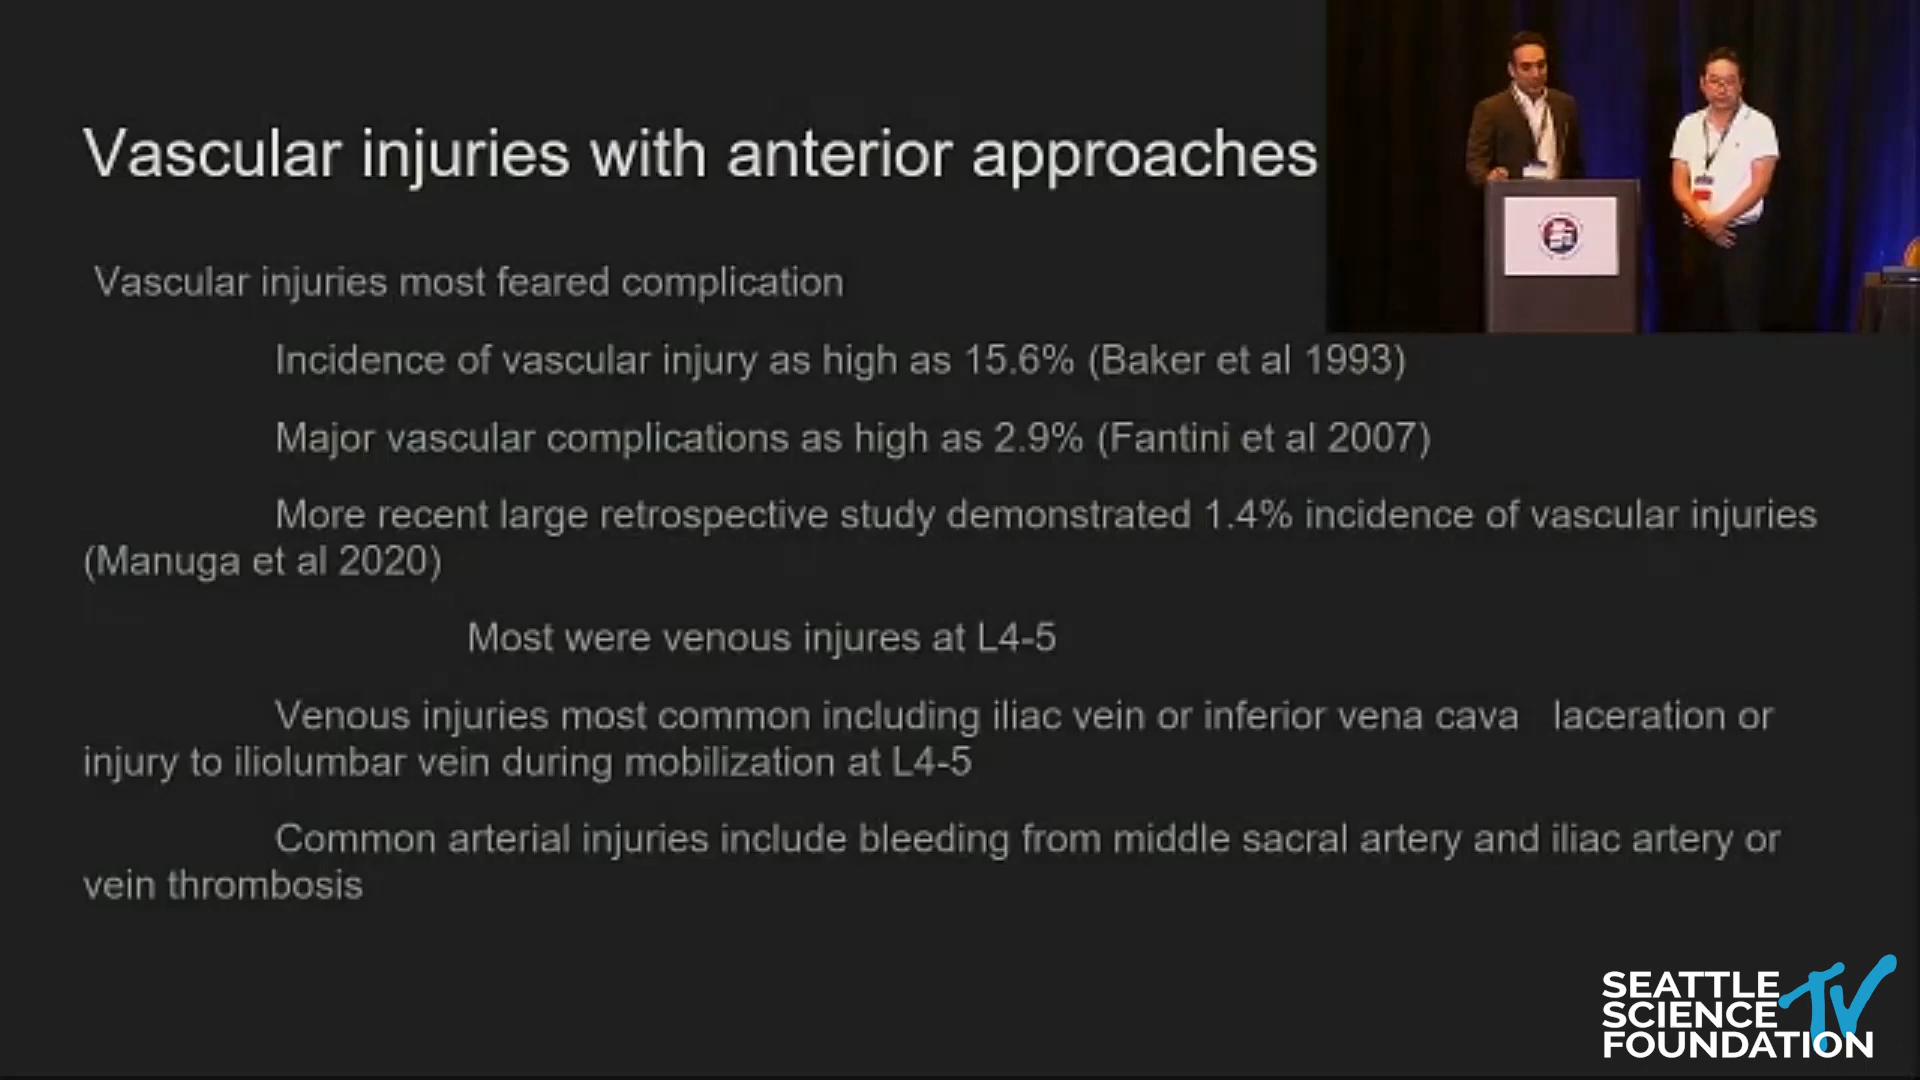 Vascular injuries with anterior approaches
Vascular injuries most feared complication
Incidence of vascular injury as high as 15.6% (Baker et al 1993)
Major vascular complications as high as 2.9% (Fantini et al 2007)
More recent large retrospective study demonstrated 1.4% incidence of vascular injuries
(Manuga et al 2020)
Most were venous injures at L4-5
Venous injuries most common including iliac vein or inferior vena cava laceration or
injury to iliolumbar vein during mobilization at L4-5
Common arterial injuries include bleeding from middle sacral artery and iliac artery or
vein thrombosis
SEATTLE
SCIENCE
FOUNDATION
TV